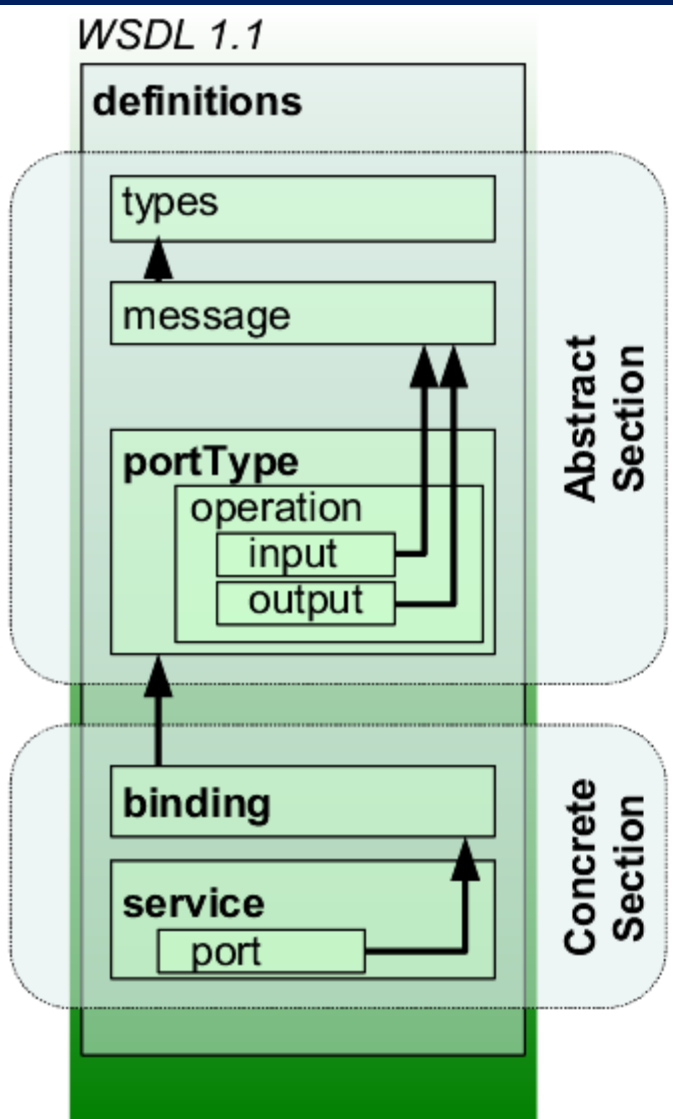 WSDL 1.1
definitions
types
message
portType
operation
input
output
Abstract
Section
binding
service
port
Concrete
Section